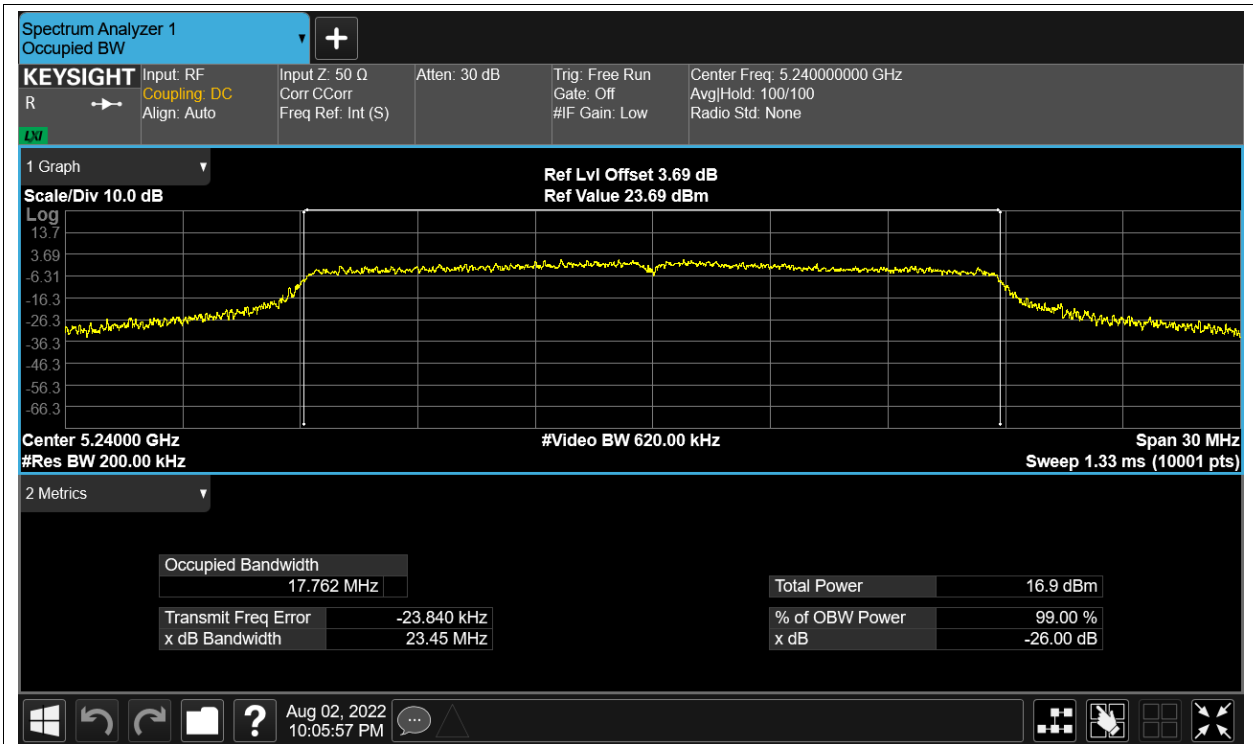 Spectrum Analyzer 1
Occupied BW
KEYSIGHT
R
LXI
Input: RF
Coupling: DC
Align: Auto
Input Z: 50 Ω
Corr CCorr
Freq Ref: Int (S)
Atten: 30 dB
Trig: Free Run
Gate: Off
#IF Gain: Low
Center Freq: 5.240000000 GHz
Avg|Hold: 100/100
Radio Std: None
1 Graph
Scale/Div 10.0 dB
Ref Lvl Offset 3.69 dB
Ref Value 23.69 dBm
Log
13.7
3.69
-6.31
-16.3
-26.3
-36.3
-46.3
-56.3
-66.3
Center 5.24000 GHz
#Video BW 620.00 kHz
Span 30 MHz
#Res BW 200.00 kHz
Sweep 1.33 ms (10001 pts)
2 Metrics
Occupied Bandwidth
17.762 MHz
Total Power 16.9 dBm
Transmit Freq Error -23.840 kHz
% of OBW Power 99.00 %
x dB Bandwidth 23.45 MHz
x dB -26.00 dB
?
Aug 02, 2022
10:05:57 PM